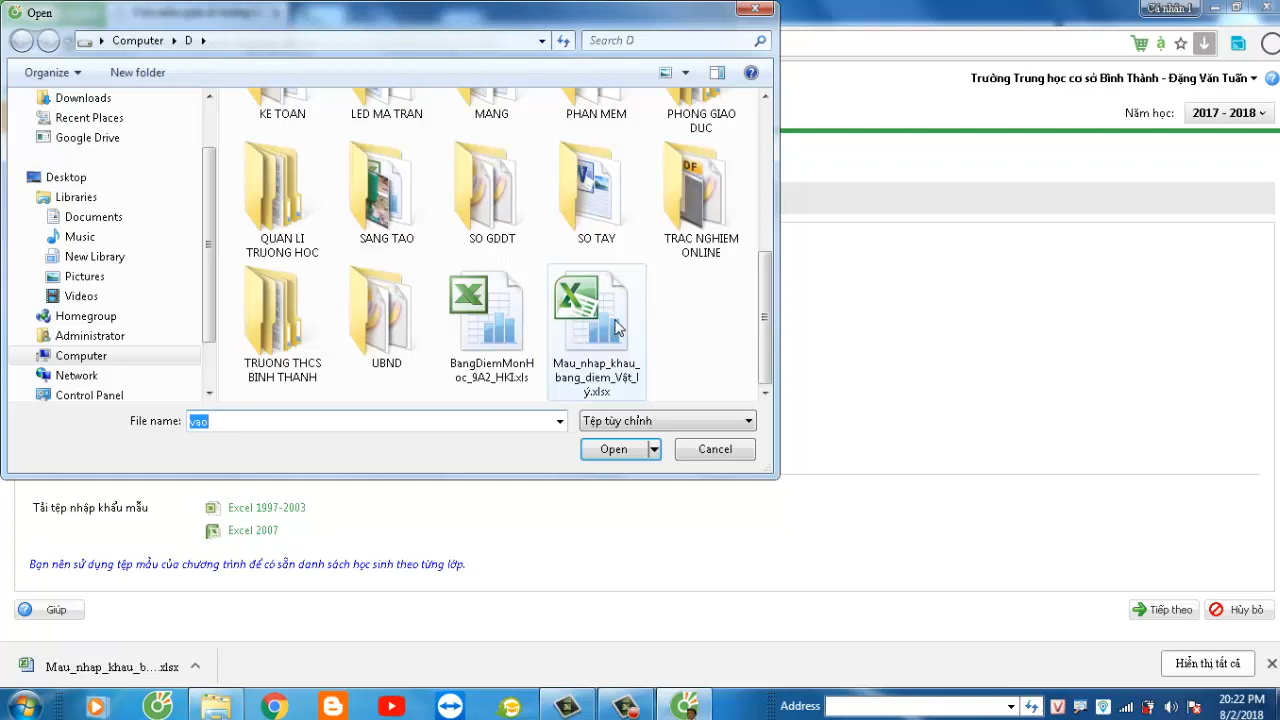 Open
Cá nhân 1
Computer
D
Search D
Organize
New folder
Trường Trung học cơ sở Bình Thành - Đặng Văn Tuấn
Năm học:
2017 - 2018
Downloads
Recent Places
Google Drive
Desktop
Libraries
Documents
Music
New Library
Pictures
Videos
Homegroup
Administrator
Computer
Network
Control Panel
KE TOAN
LED MA TRAN
MANG
PHAN MEM
PHONG GIAO
DUC
QUAN LI
TRUONG HOC
SANG TAO
SO GDDT
SO TAY
TRAC NGHIEM
ONLINE
TRUONG THCS
BINH THANH
UBND
BangDiemMonH
oc_9A2_HKI.xls
Mau_nhap_khau_
bang_diem_Vật_l
ý.xlsx
File name:
vao
Tệp tùy chỉnh
Open
Cancel
Tải tệp nhập khẩu mẫu
Excel 1997-2003
Excel 2007
Bạn nên sử dụng tệp mẫu của chương trình để có sẵn danh sách học sinh theo từng lớp.
Giúp
Tiếp theo
Hủy bỏ
Mau_nhap_khau_b....xlsx
Hiển thị tất cả
Address
20:22 PM
8/2/2018